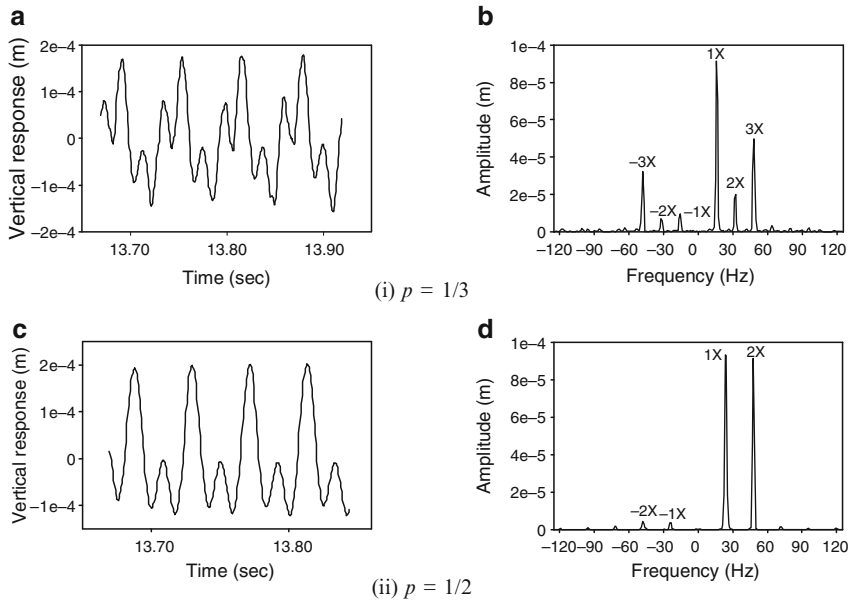 a
b
2e−4
1e−4
0
−1e−4
−2e−4
13.70 13.80 13.90
Vertical response (m)
Time (sec)
1e−4
8e−5
6e−5
4e−5
2e−5
0
Amplitude (m)
1X
3X
−3X
2X
−2X
−1X
−120 −90 −60 −30 0 30 60 90 120
Frequency (Hz)
(i) p = 1/3
c
d
2e−4
1e−4
0
−1e−4
13.70 13.80
Vertical response (m)
Time (sec)
1e−4
8e−5
6e−5
4e−5
2e−5
0
Amplitude (m)
1X 2X
−2X −1X
−120 −90 −60 −30 0 30 60 90 120
Frequency (Hz)
(ii) p = 1/2